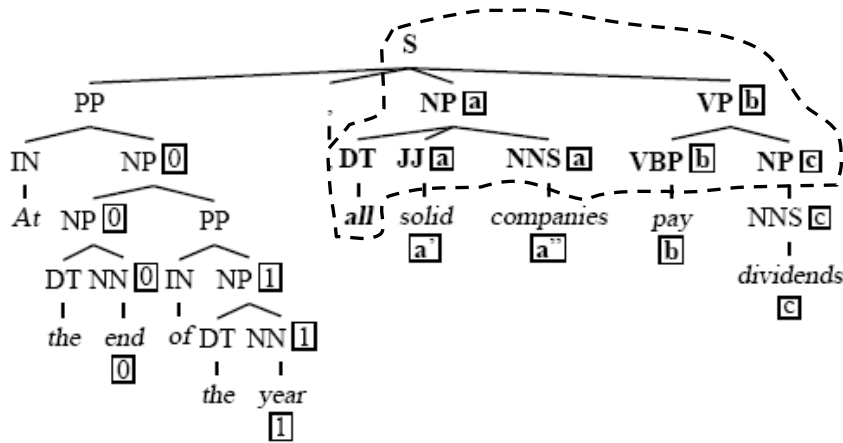 S
PP , NP a VP b
IN NP 0 DT JJ a NNS a VBP b NP c
At NP 0 PP all solid companies pay NNS c
a' a'' b
DT NN 0 IN NP 1 dividends
c
the end of DT NN 1
0
the year
1